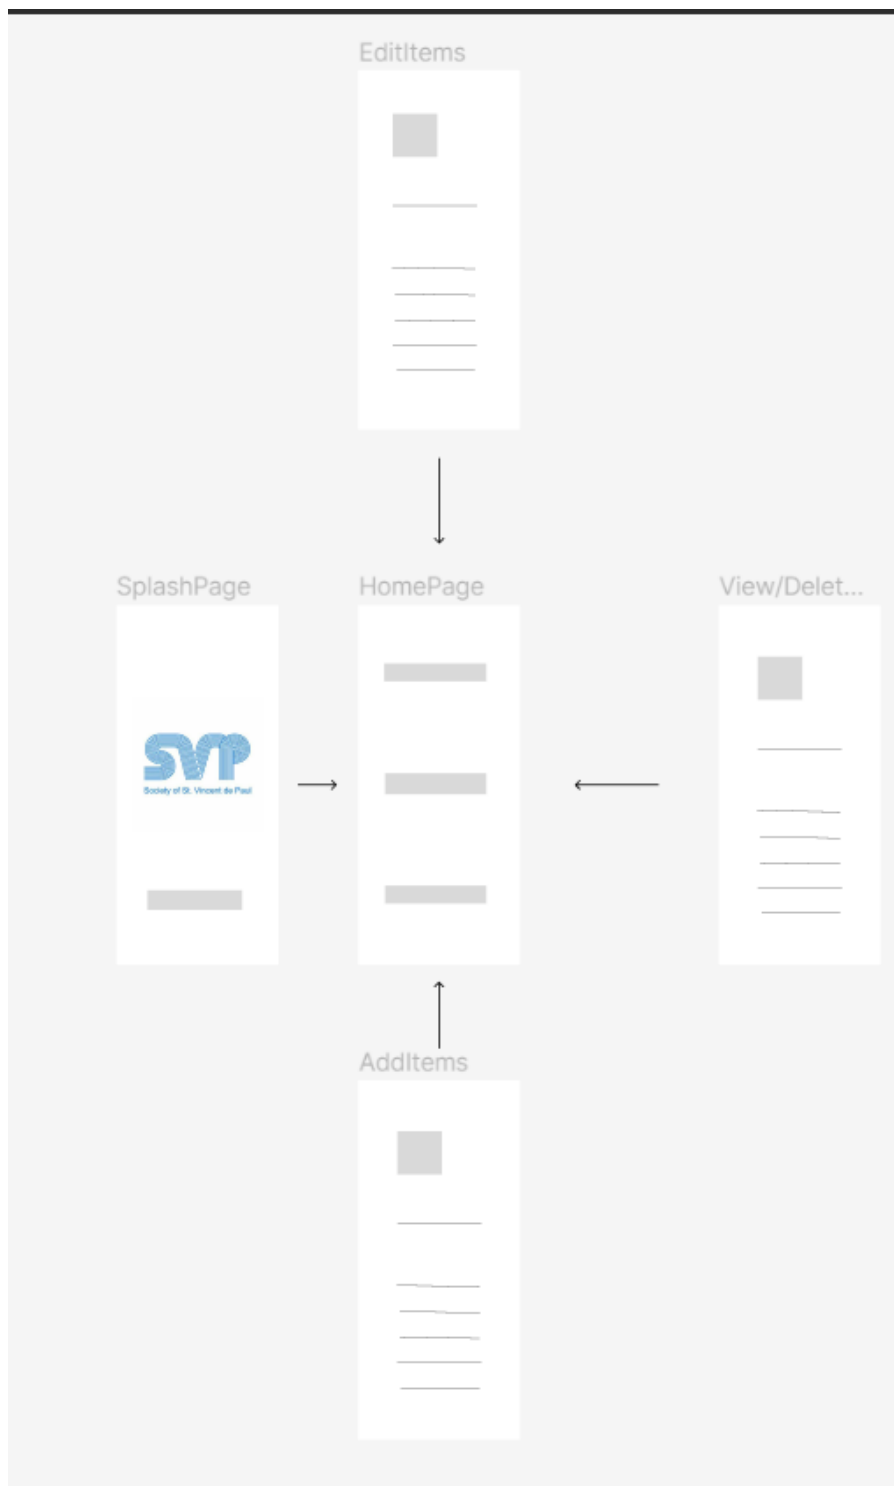 EditItems
SplashPage
HomePage
View/Delet...
SVP
Society of St. Vincent de Paul
AddItems